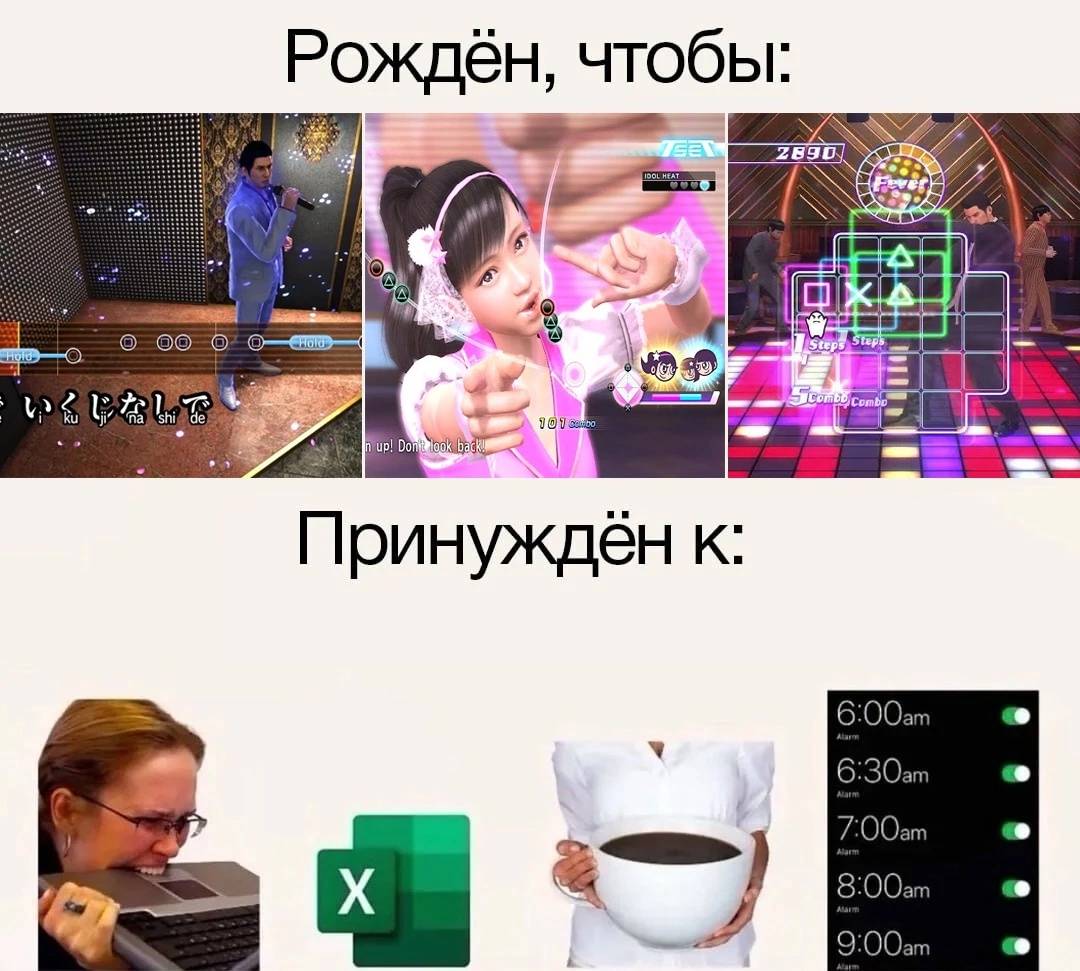 Рождён, чтобы:
Hold
Hold
いくじなしで
i ku ji na shi de
IDOL HEAT
101 Combo
n up! Don't look back!
2890
Fever
1 Steps
Steps
5 Combo
Combo
Принуждён к:
X
6:00am
Alarm
6:30am
Alarm
7:00am
Alarm
8:00am
Alarm
9:00am
Alarm